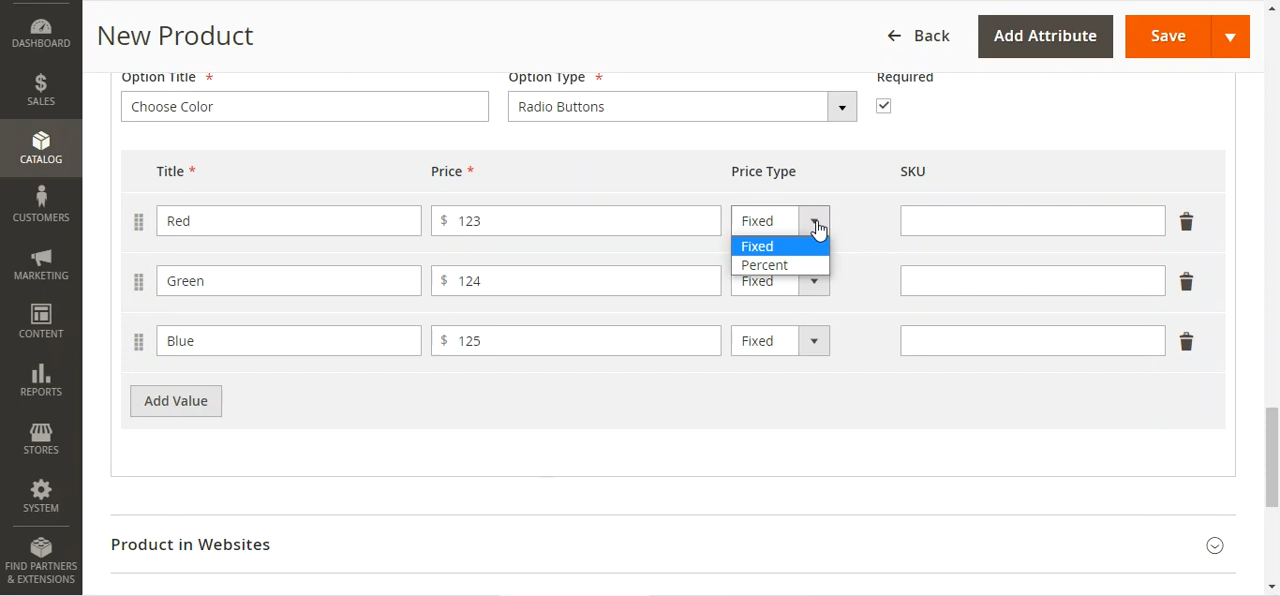 New Product
Back
Add Attribute
Save
DASHBOARD
SALES
CATALOG
CUSTOMERS
MARKETING
CONTENT
REPORTS
STORES
SYSTEM
FIND PARTNERS
& EXTENSIONS
Option Title *
Option Type *
Required
Choose Color
Radio Buttons
Title *
Price *
Price Type
SKU
Red
$ 123
Fixed
Fixed
Percent
Green
$ 124
Fixed
Blue
$ 125
Fixed
Add Value
Product in Websites